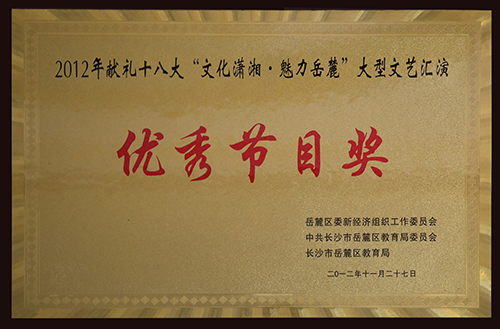 2012年献礼十八大“文化潇湘·魅力岳麓”大型文艺汇演
优秀节目奖
岳麓区委新经济组织工作委员会
中共长沙市岳麓区教育局委员会
长沙市岳麓区教育局
二〇一二年十一月二十七日